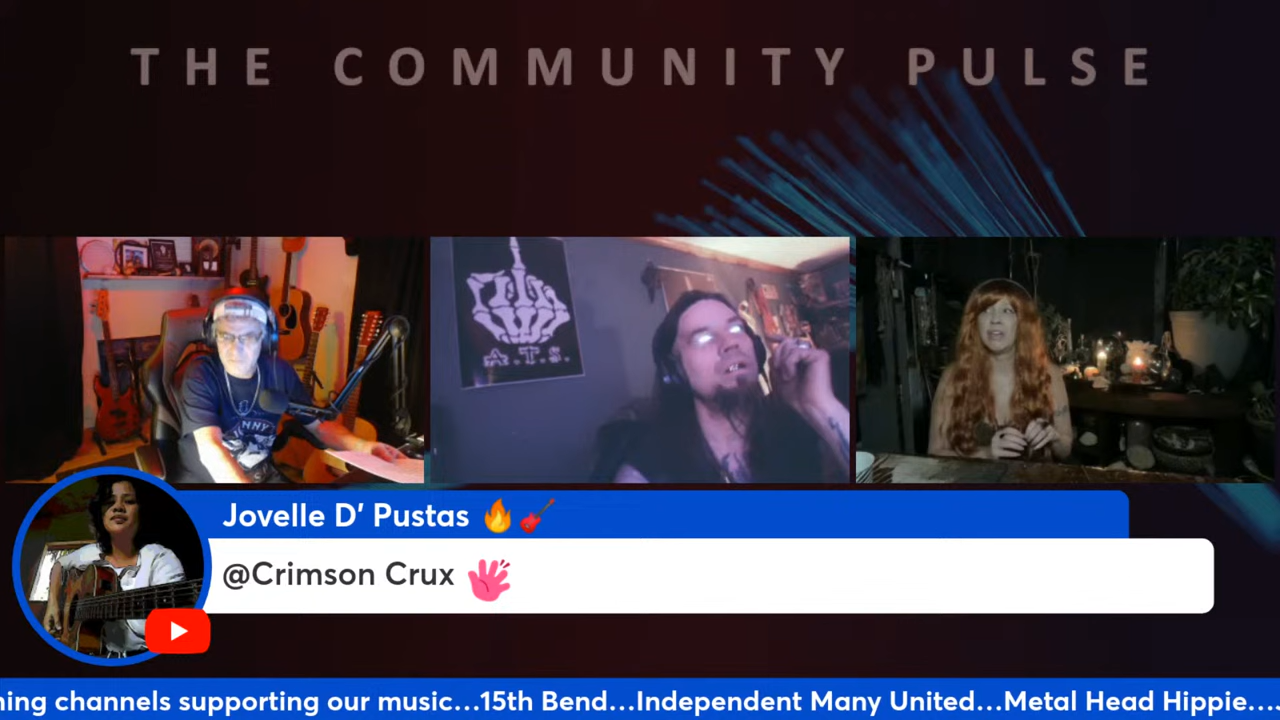 THE COMMUNITY PULSE
A.T.S.
NNY
Jovelle D' Pustas 🔥🎸
@Crimson Crux 👋
ning channels supporting our music...15th Bend...Independent Many United...Metal Head Hippie...